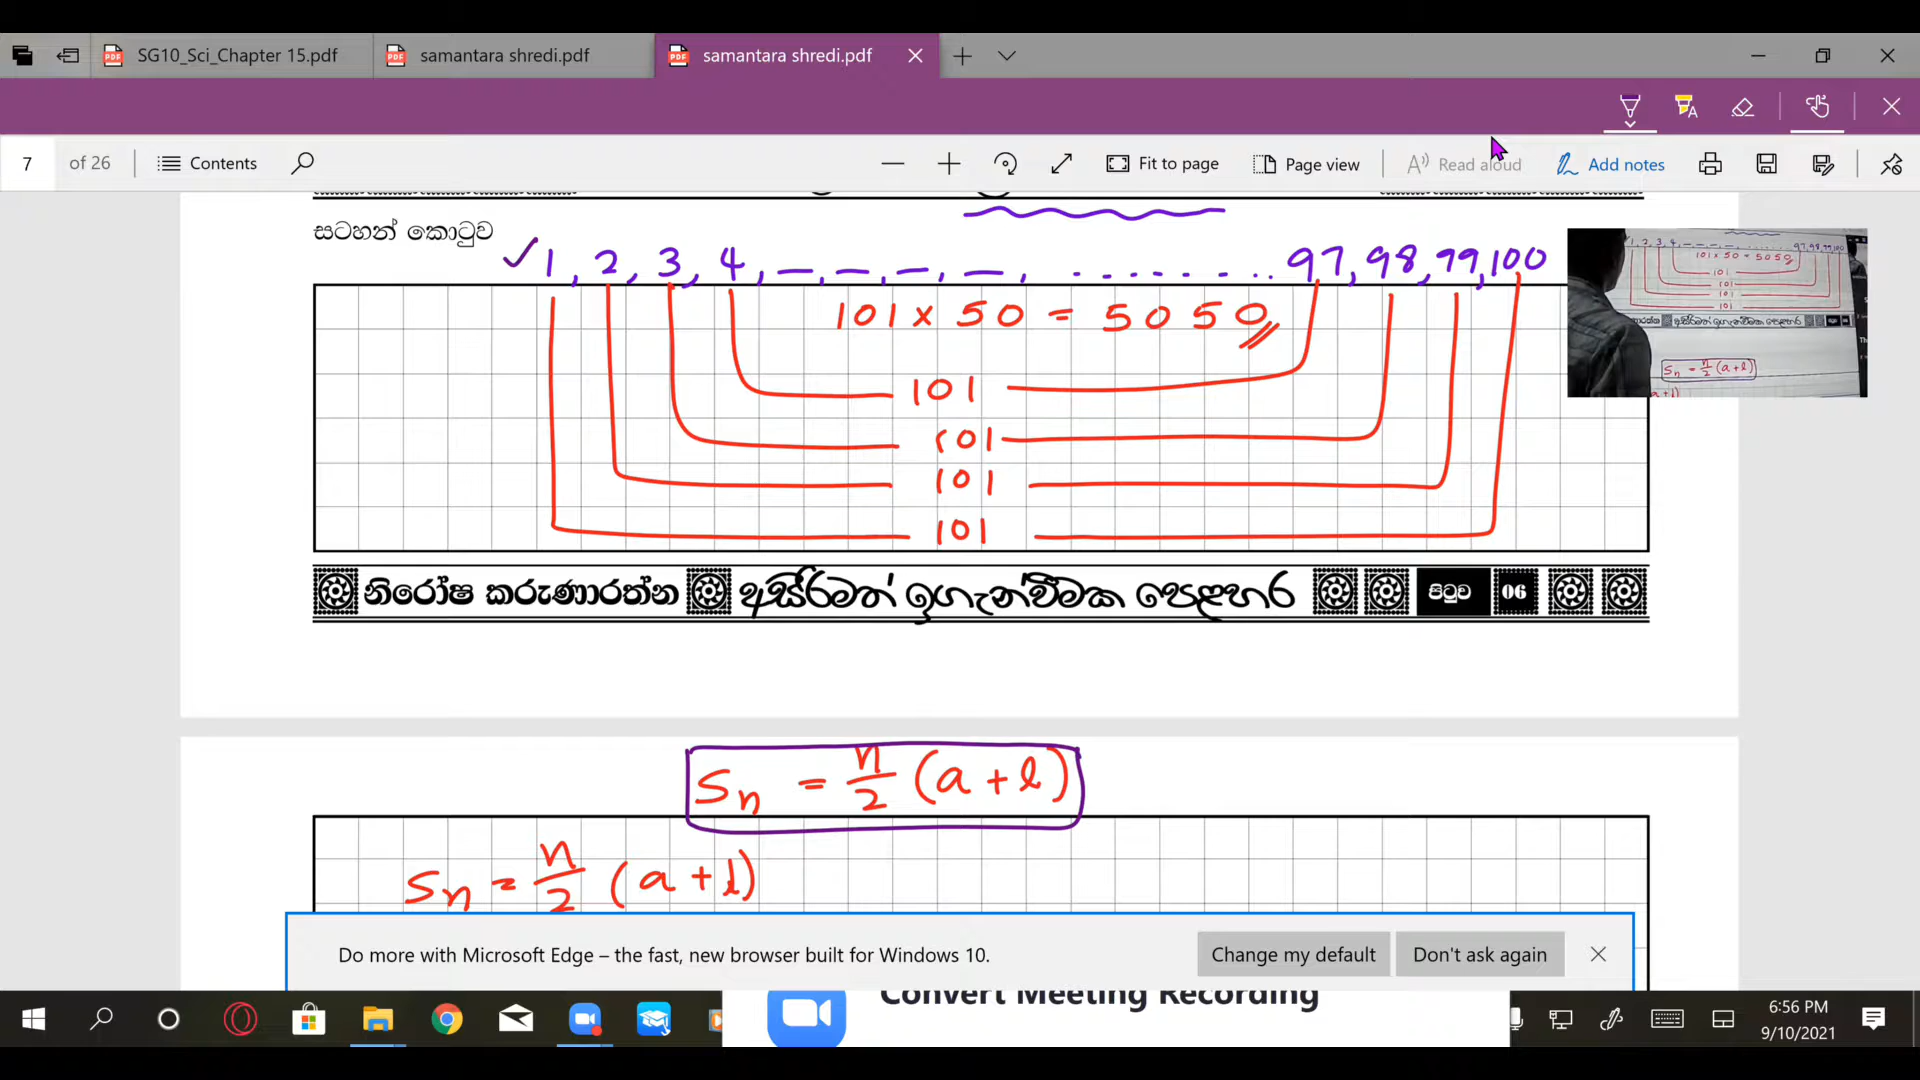 SG10_Sci_Chapter 15.pdf
samantara shredi.pdf
samantara shredi.pdf
7 of 26
Contents
Fit to page
Page view
Read aloud
Add notes
සටහන් කොටුව
1, 2, 3, 4, —, —, —, —, ......... 97, 98, 99, 100
101 × 50 = 5050
101
101
101
101
නිරෝෂ කරුණාරත්න
අසිරිමත් ඉගැන්වීමක පෙළහර
පිටුව 06
Sn = n/2 (a + l)
Sn = n/2 (a + l)
Do more with Microsoft Edge – the fast, new browser built for Windows 10.
Change my default
Don't ask again
Convert Meeting Recording
6:56 PM
9/10/2021